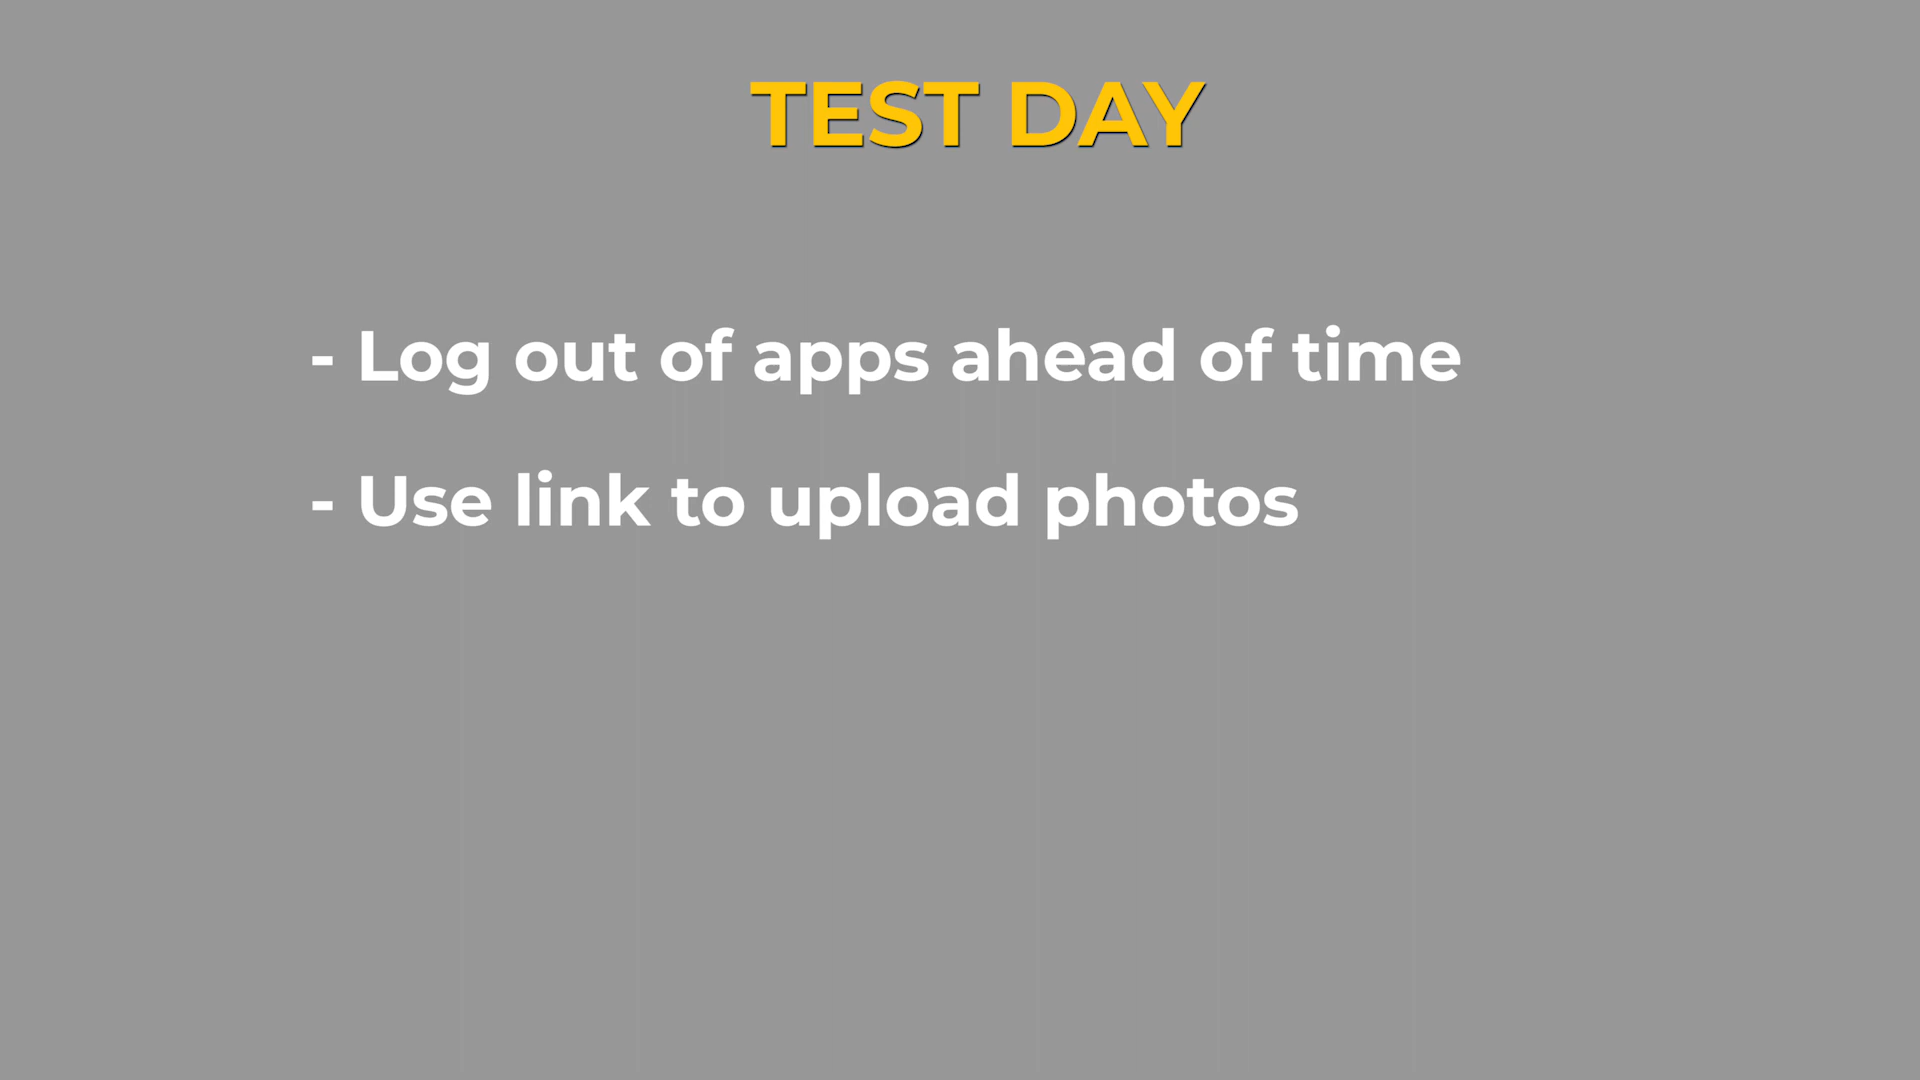 TEST DAY
- Log out of apps ahead of time
- Use link to upload photos